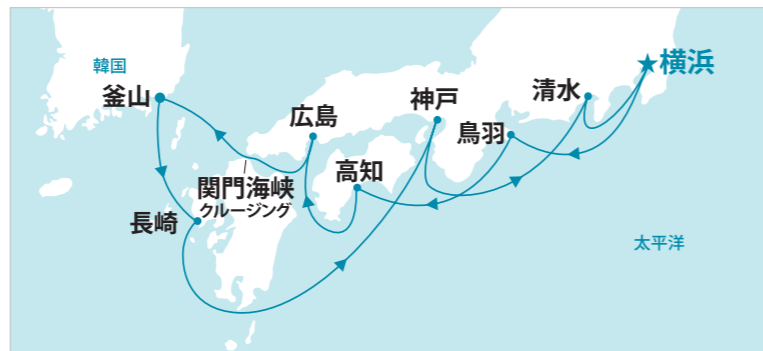 韓国
釜山
広島
神戸
清水
★横浜
鳥羽
高知
関門海峡
クルージング
長崎
太平洋